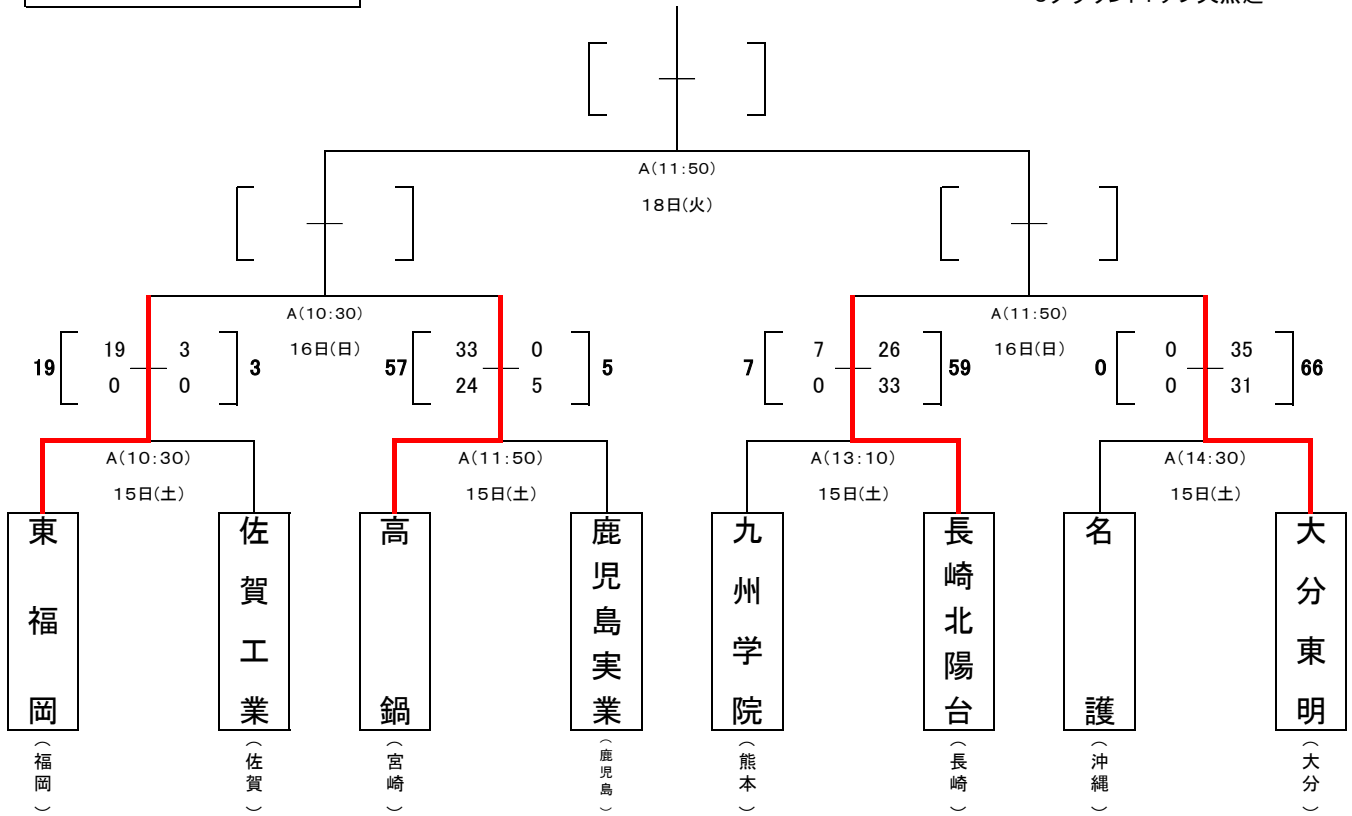 A(11:50)
18日(火)
A(10:30)
16日(日)
A(11:50)
16日(日)
19 19 3 3
0 0
57 33 0 5
24 5
7 7 26 59
0 33
0 0 35 66
0 31
A(10:30)
15日(土)
A(11:50)
15日(土)
A(13:10)
15日(土)
A(14:30)
15日(土)
東福岡
佐賀工業
高鍋
鹿児島実業
九州学院
長崎北陽台
名護
大分東明
(福岡)
(佐賀)
(宮崎)
(鹿児島)
(熊本)
(長崎)
(沖縄)
(大分)